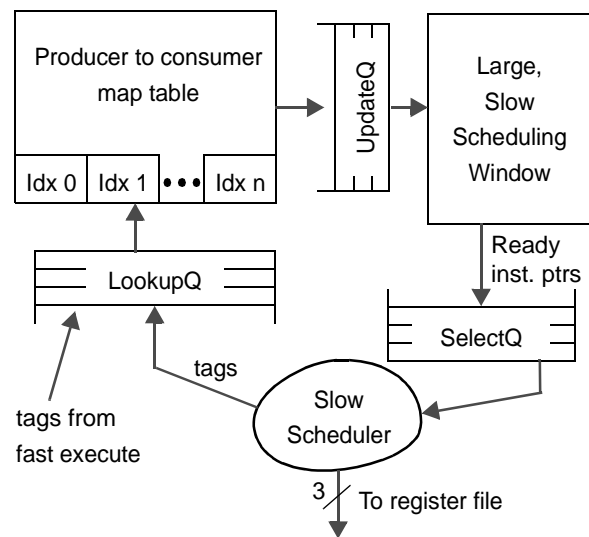 Producer to consumer
map table
Idx 0 Idx 1 ••• Idx n
UpdateQ
Large,
Slow
Scheduling
Window
LookupQ
Ready
inst. ptrs
SelectQ
tags
tags from
fast execute
Slow
Scheduler
3
To register file